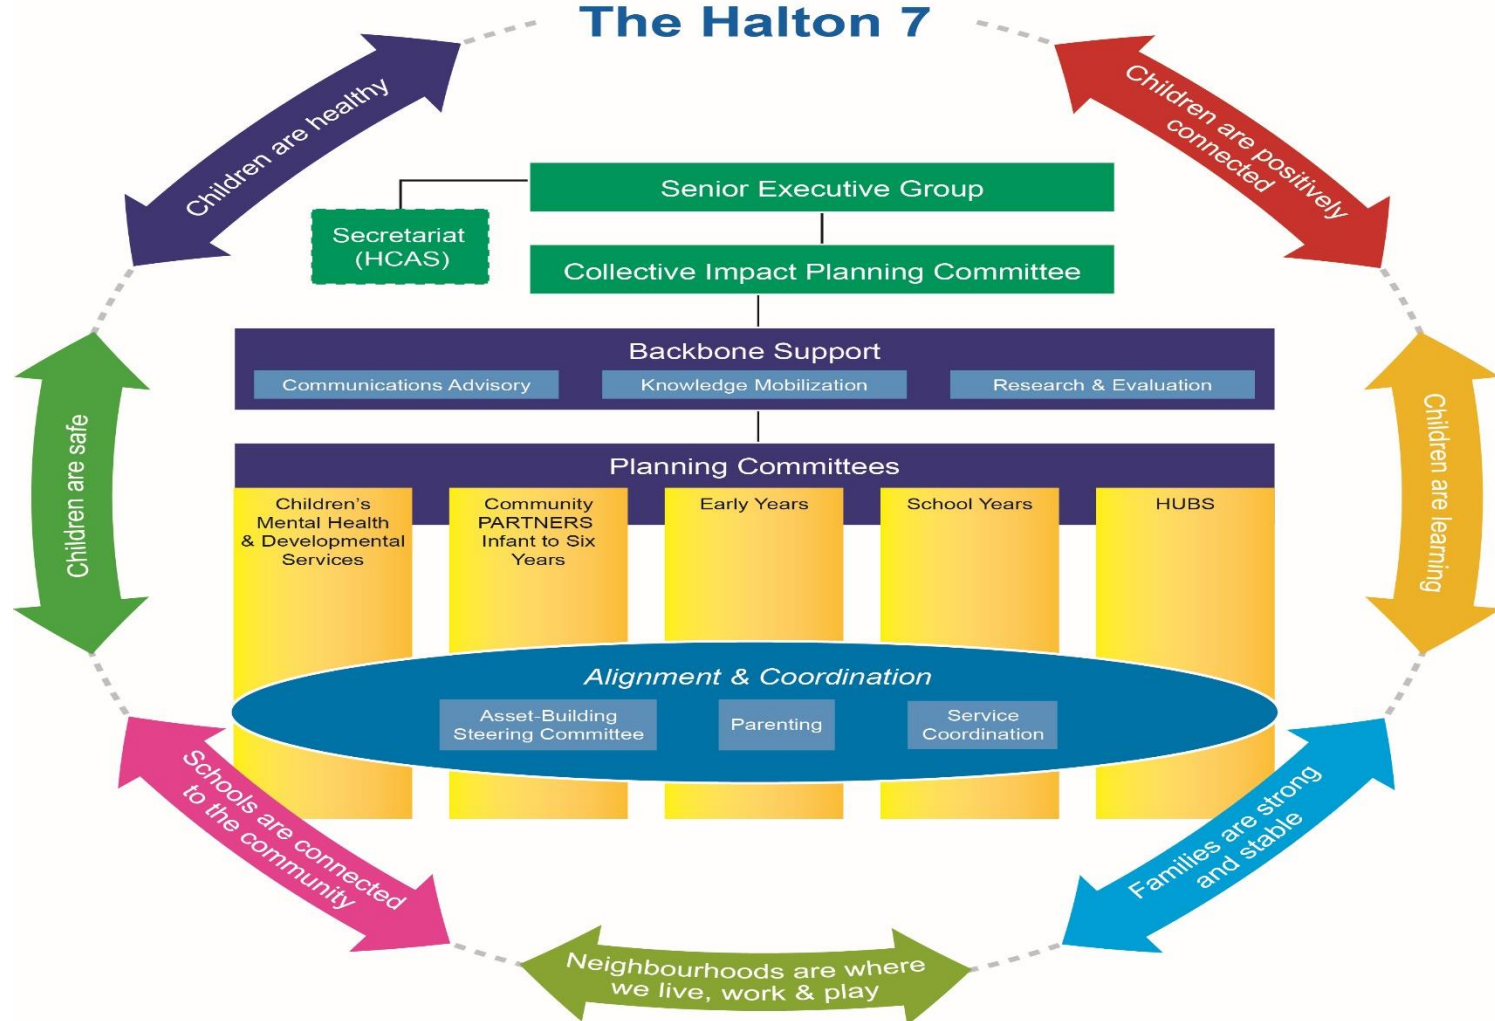 The Halton 7
Children are healthy
Children are positively
connected
Senior Executive Group
Secretariat
(HCAS)
Collective Impact Planning Committee
Backbone Support
Communications Advisory
Knowledge Mobilization
Research & Evaluation
Children are safe
Children are learning
Planning Committees
Children's
Mental Health
& Developmental
Services
Community
PARTNERS
Infant to Six
Years
Early Years
School Years
HUBS
Alignment & Coordination
Asset-Building
Steering Committee
Parenting
Service
Coordination
Schools are connected
to the community
Families are strong
and stable
Neighbourhoods are where
we live, work & play